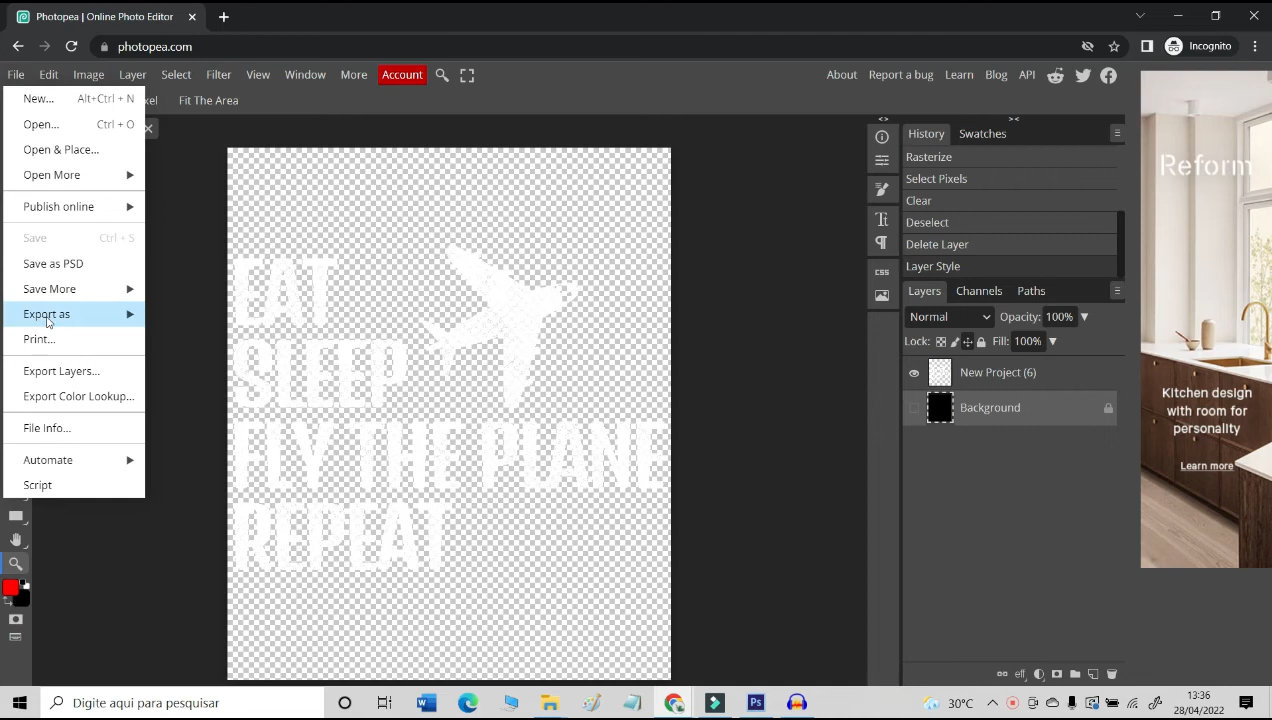 Photopea | Online Photo Editor
photopea.com
Incognito
File Edit Image Layer Select Filter View Window More Account
About Report a bug Learn Blog API
xel Fit The Area
New... Alt+Ctrl + N
Open... Ctrl + O
Open & Place...
Open More
Publish online
Save Ctrl + S
Save as PSD
Save More
Export as
Print...
Export Layers...
Export Color Lookup...
File Info...
Automate
Script
EAT
SLEEP
FLY THE PLANE
REPEAT
History Swatches
Rasterize
Select Pixels
Clear
Deselect
Delete Layer
Layer Style
Layers Channels Paths
Normal Opacity: 100%
Lock: Fill: 100%
New Project (6)
Background
CSS
eff
Reform
Kitchen design
with room for
personality
Learn more
Digite aqui para pesquisar
30°C
13:36
28/04/2022